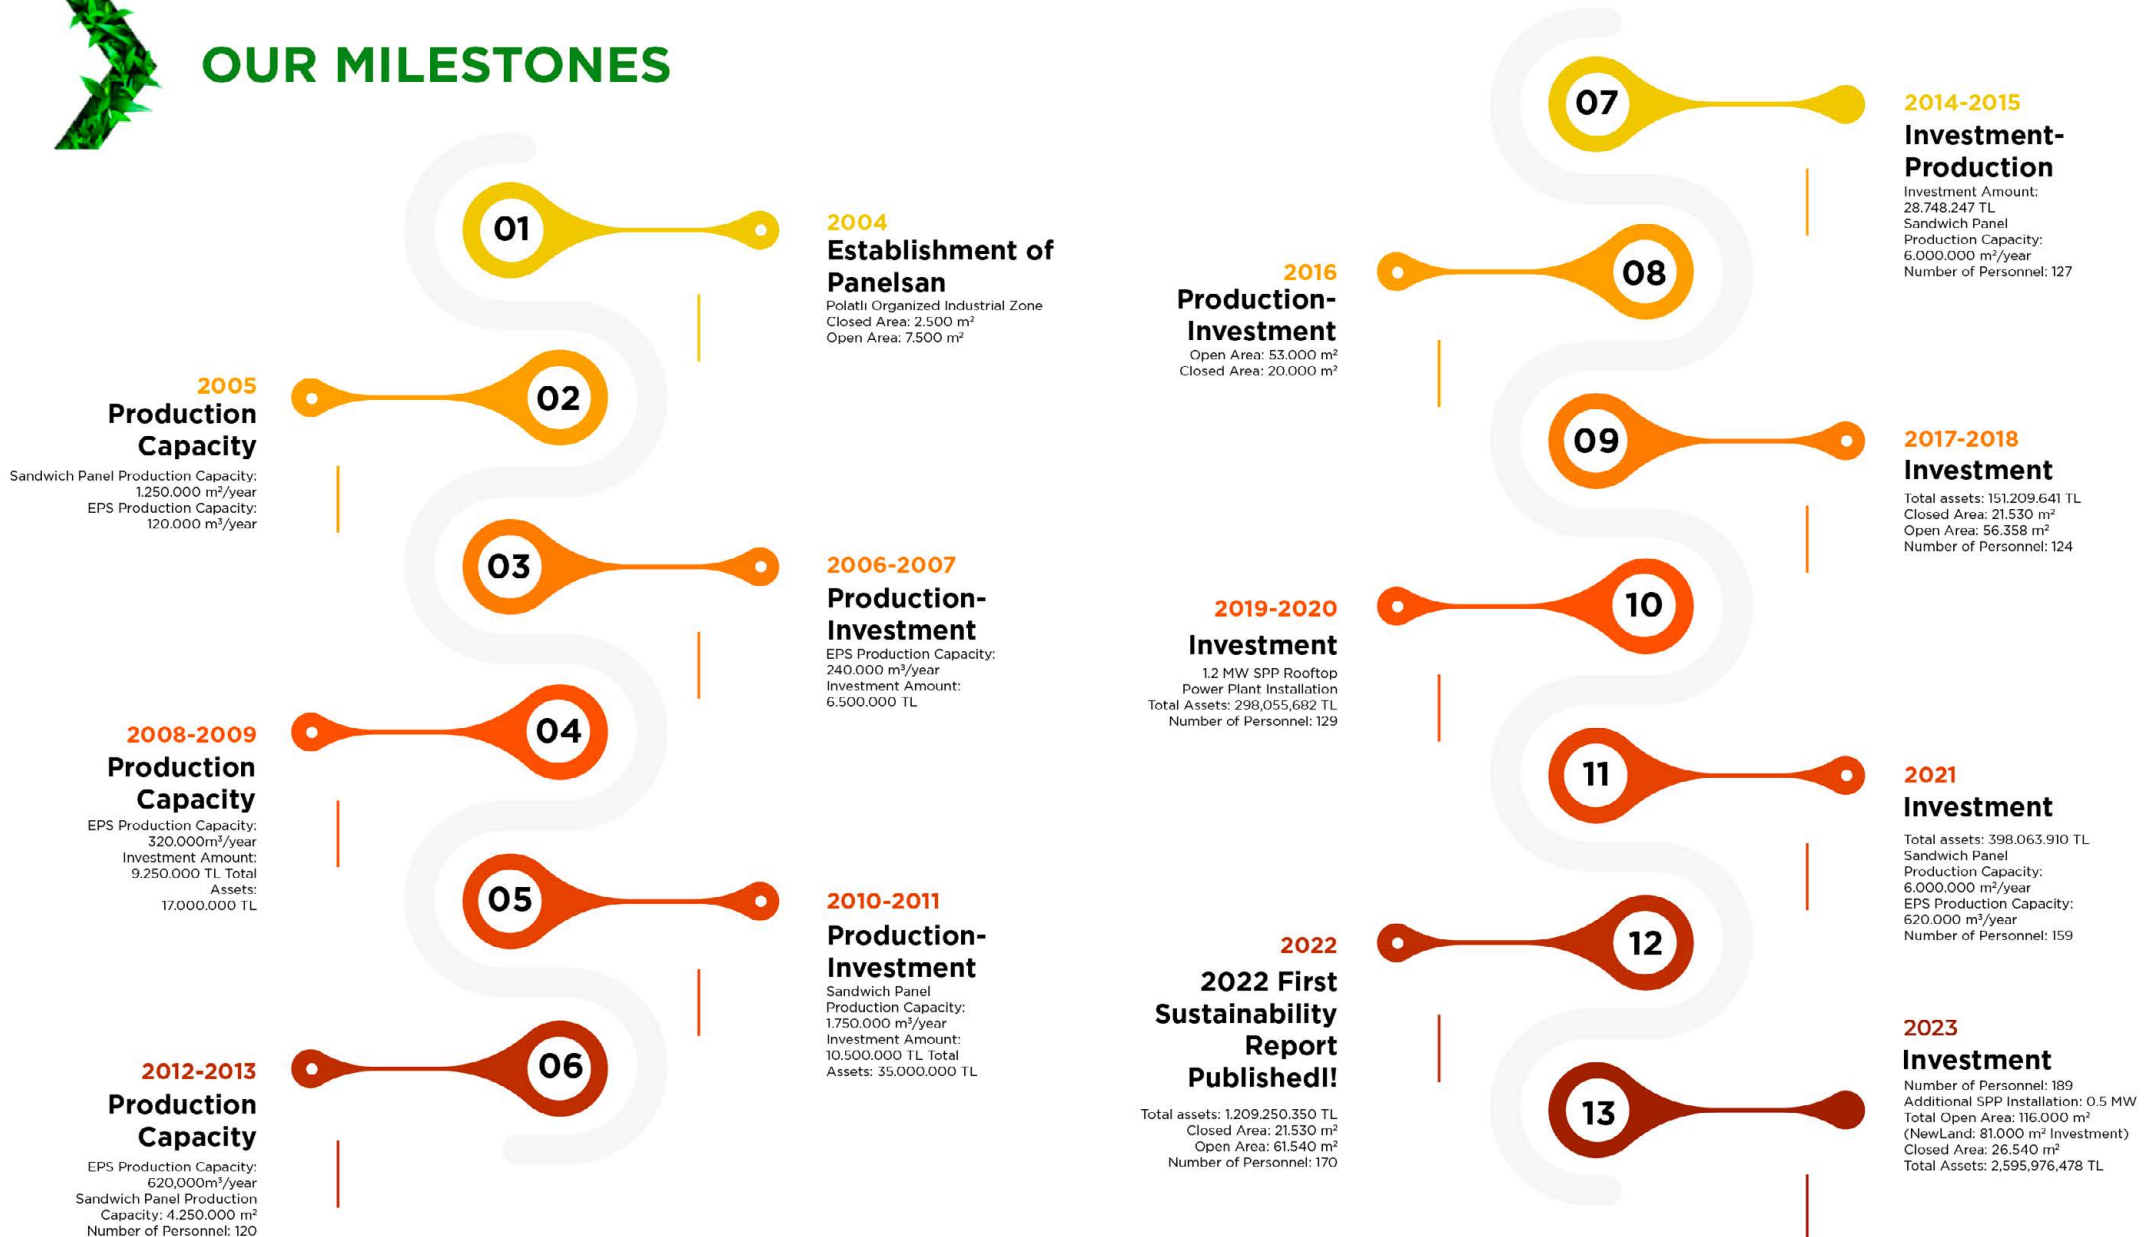 OUR MILESTONES
01
2004
Establishment of
Panelsan
Polatlı Organized Industrial Zone
Closed Area: 2.500 m²
Open Area: 7.500 m²
02
2005
Production
Capacity
Sandwich Panel Production Capacity:
1.250.000 m²/year
EPS Production Capacity:
120.000 m³/year
03
2006-2007
Production-
Investment
EPS Production Capacity:
240.000 m³/year
Investment Amount:
6.500.000 TL
04
2008-2009
Production
Capacity
EPS Production Capacity:
320.000m³/year
Investment Amount:
9.250.000 TL Total
Assets:
17.000.000 TL
05
2010-2011
Production-
Investment
Sandwich Panel
Production Capacity:
1.750.000 m³/year
Investment Amount:
10.500.000 TL Total
Assets: 35.000.000 TL
06
2012-2013
Production
Capacity
EPS Production Capacity:
620,000m³/year
Sandwich Panel Production
Capacity: 4.250.000 m²
Number of Personnel: 120
07
2014-2015
Investment-
Production
Investment Amount:
28.748.247 TL
Sandwich Panel
Production Capacity:
6.000.000 m²/year
Number of Personnel: 127
08
2016
Production-
Investment
Open Area: 53.000 m²
Closed Area: 20.000 m²
09
2017-2018
Investment
Total assets: 151.209.641 TL
Closed Area: 21.530 m²
Open Area: 56.358 m²
Number of Personnel: 124
10
2019-2020
Investment
1.2 MW SPP Rooftop
Power Plant Installation
Total Assets: 298,055,682 TL
Number of Personnel: 129
11
2021
Investment
Total assets: 398.063.910 TL
Sandwich Panel
Production Capacity:
6.000.000 m²/year
EPS Production Capacity:
620.000 m³/year
Number of Personnel: 159
12
2022
2022 First
Sustainability
Report
PublishedI!
Total assets: 1.209.250.350 TL
Closed Area: 21.530 m²
Open Area: 61.540 m²
Number of Personnel: 170
13
2023
Investment
Number of Personnel: 189
Additional SPP Installation: 0.5 MW
Total Open Area: 116.000 m²
(NewLand: 81.000 m² Investment)
Closed Area: 26.540 m²
Total Assets: 2,595,976,478 TL